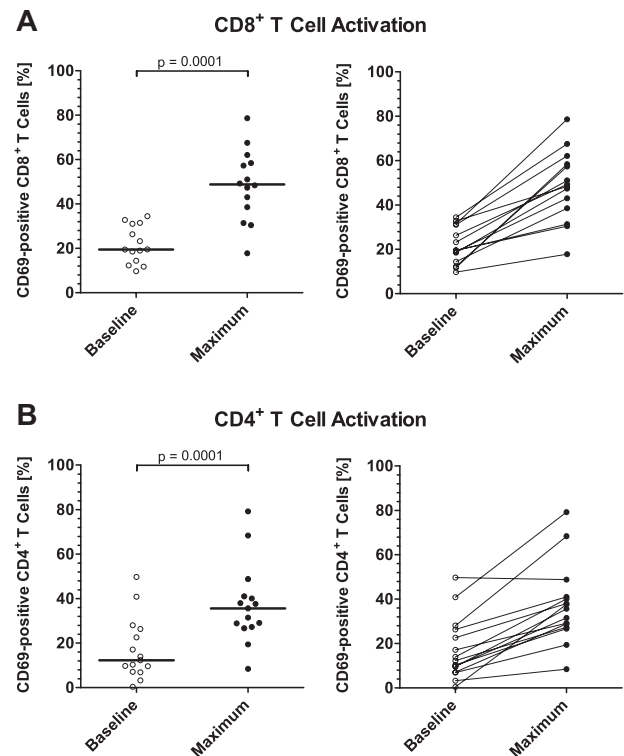 A
CD8⁺ T Cell Activation
p = 0.0001
CD69-positive CD8⁺ T Cells [%]
100
80
60
40
20
0
Baseline
Maximum
CD69-positive CD8⁺ T Cells [%]
100
80
60
40
20
0
Baseline
Maximum
B
CD4⁺ T Cell Activation
p = 0.0001
CD69-positive CD4⁺ T Cells [%]
100
80
60
40
20
0
Baseline
Maximum
CD69-positive CD4⁺ T Cells [%]
100
80
60
40
20
0
Baseline
Maximum